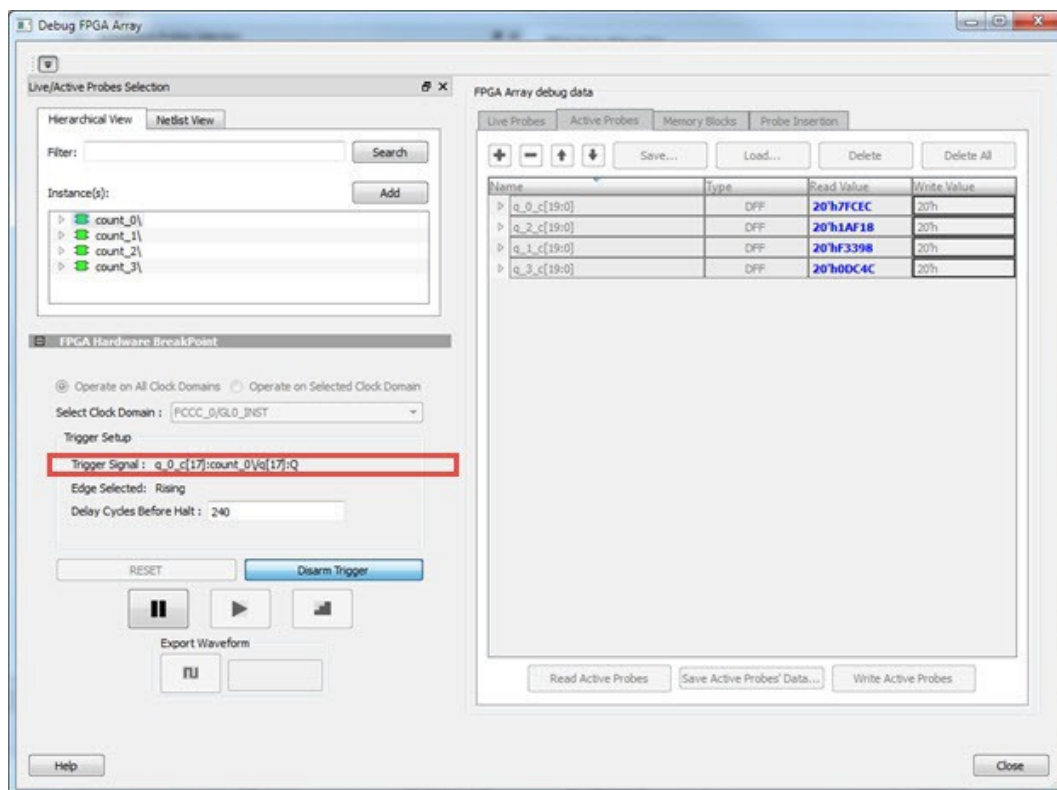 Debug FPGA Array
Live/Active Probes Selection
Hierarchical View Netlist View
Filter: Search
Instance(s): Add
count_0\
count_1\
count_2\
count_3\
FPGA Hardware BreakPoint
Operate on All Clock Domains Operate on Selected Clock Domain
Select Clock Domain : FCCC_0/GL0_INST
Trigger Setup
Trigger Signal : q_0_c[17]:count_0\/q[17]:Q
Edge Selected: Rising
Delay Cycles Before Halt : 240
RESET Disarm Trigger
Export Waveform
FPGA Array debug data
Live Probes Active Probes Memory Blocks Probe Insertion
Save... Load... Delete Delete All
Name Type Read Value Write Value
q_0_c[19:0] DFF 20'h7FCEC 20'h
q_2_c[19:0] DFF 20'h1AF18 20'h
q_1_c[19:0] DFF 20'hF3398 20'h
q_3_c[19:0] DFF 20'h0DC4C 20'h
Read Active Probes Save Active Probes' Data... Write Active Probes
Help Close